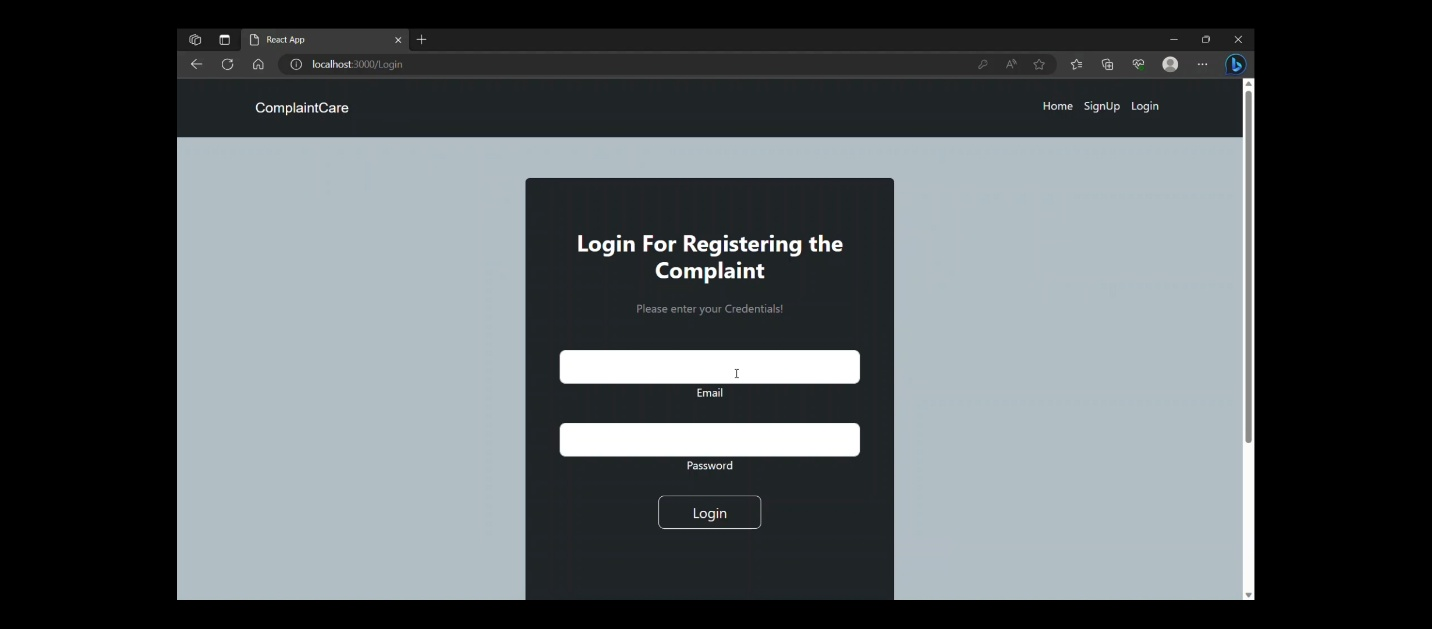 React App
localhost:3000/Login
ComplaintCare
Home SignUp Login
Login For Registering the
Complaint
Please enter your Credentials!
Email
Password
Login